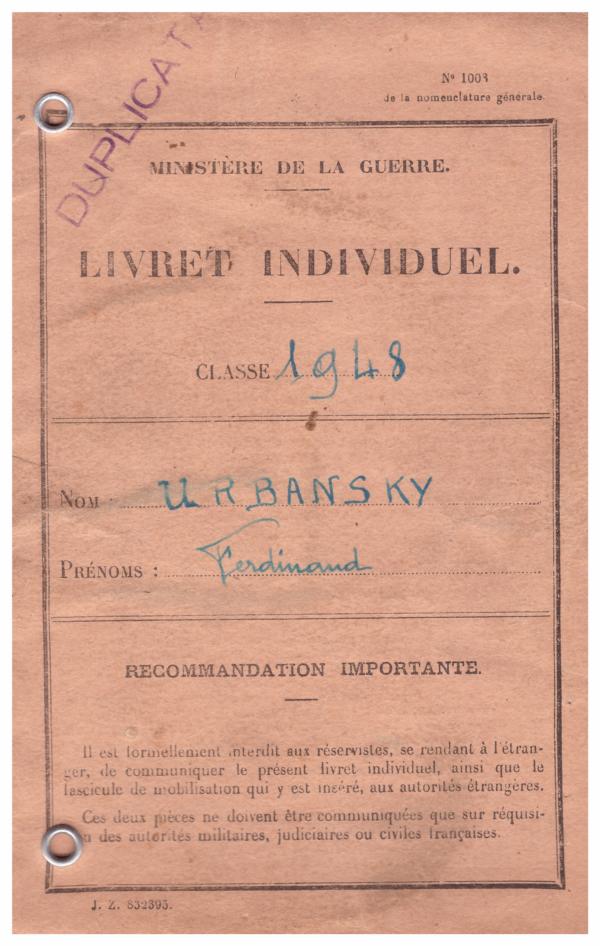 DUPLICATA
Nº 1003
de la nomenclature générale.
MINISTÈRE DE LA GUERRE.
LIVRET INDIVIDUEL.
CLASSE 1948
NOM : URBANSKY
PRÉNOMS : Ferdinand
RECOMMANDATION IMPORTANTE.
Il est formellement interdit aux réservistes, se rendant à l'étran-
ger, de communiquer le présent livret individuel, ainsi que le
fascicule de mobilisation qui y est inséré, aux autorités étrangères.
Ces deux pièces ne doivent être communiquées que sur réquisi-
n des autorités militaires, judiciaires ou civiles françaises.
J. Z. 832395.